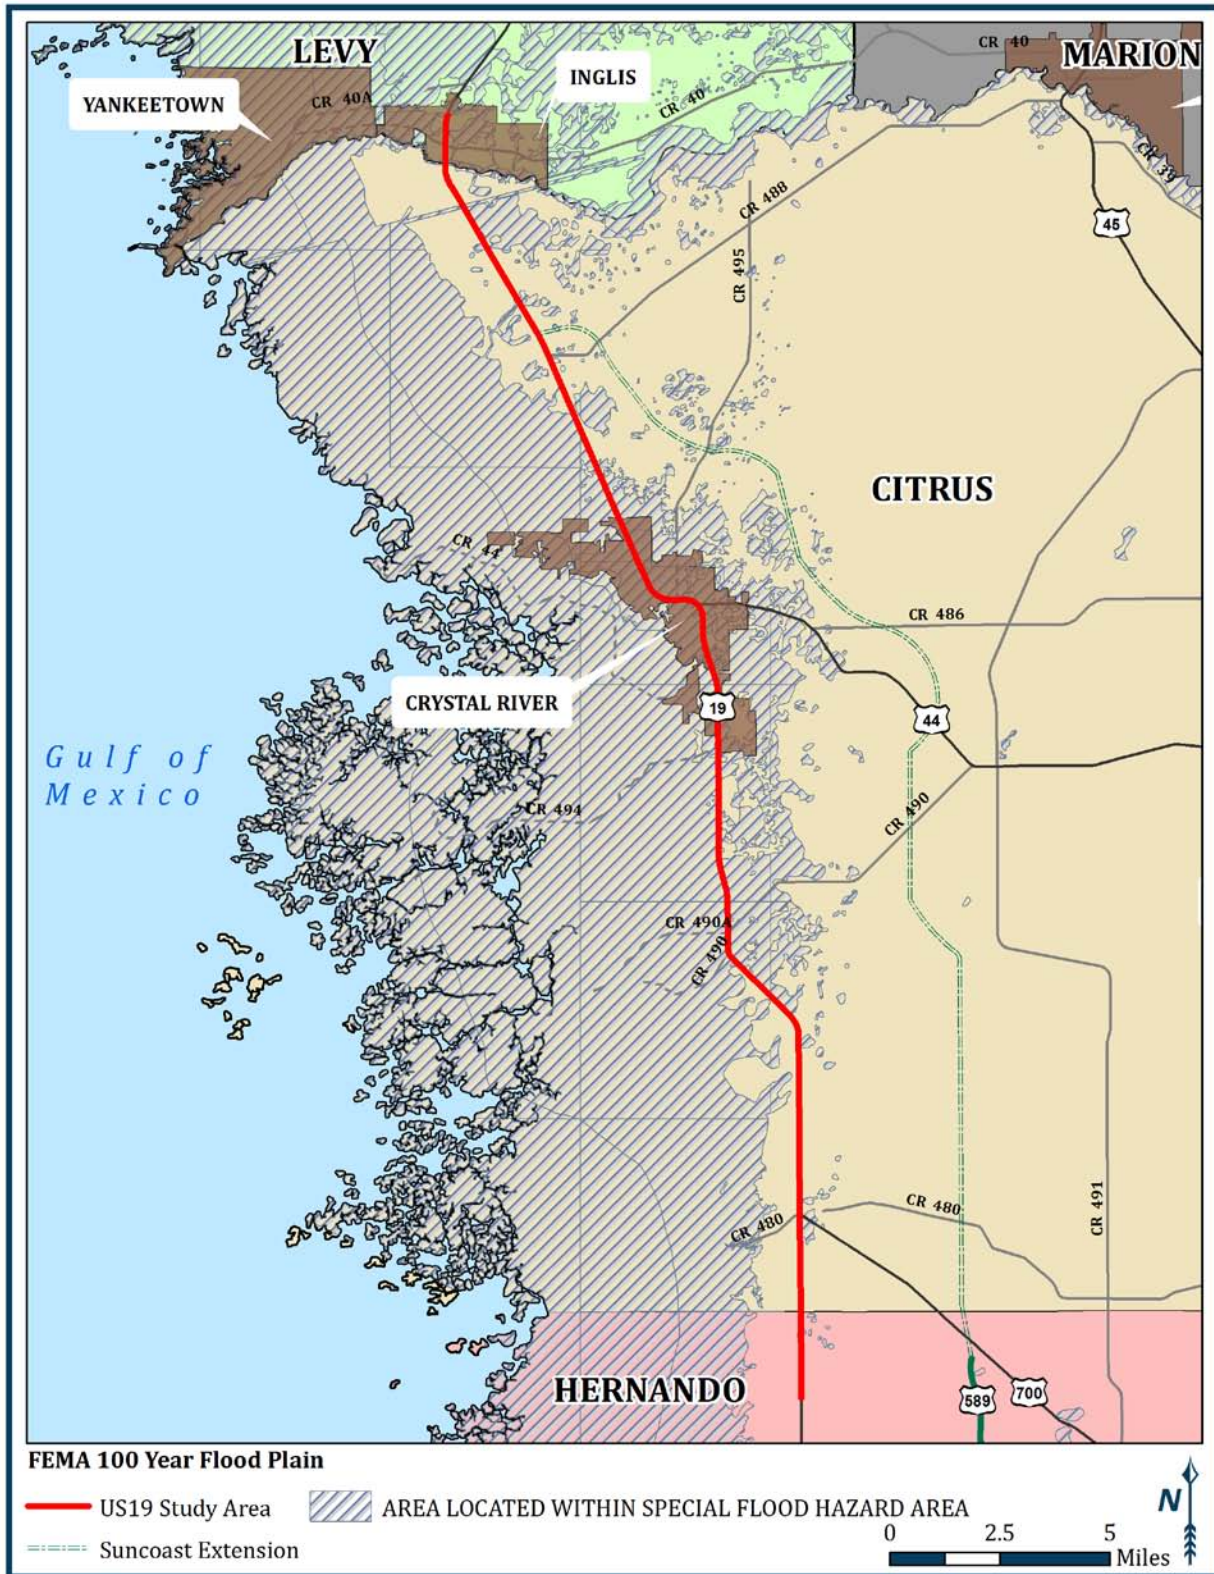 LEVY
CR 40
MARION
INGLIS
YANKEETOWN
CR 40A
CR 40
CR 39
CR 488
45
CR 495
CITRUS
CR 44
CR 486
CRYSTAL RIVER
19
44
Gulf of
Mexico
CR 494
CR 490
CR 490A
CR 490
CR 491
CR 480
CR 480
HERNANDO
589
700
FEMA 100 Year Flood Plain
US19 Study Area
AREA LOCATED WITHIN SPECIAL FLOOD HAZARD AREA
Suncoast Extension
0 2.5 5
Miles
N